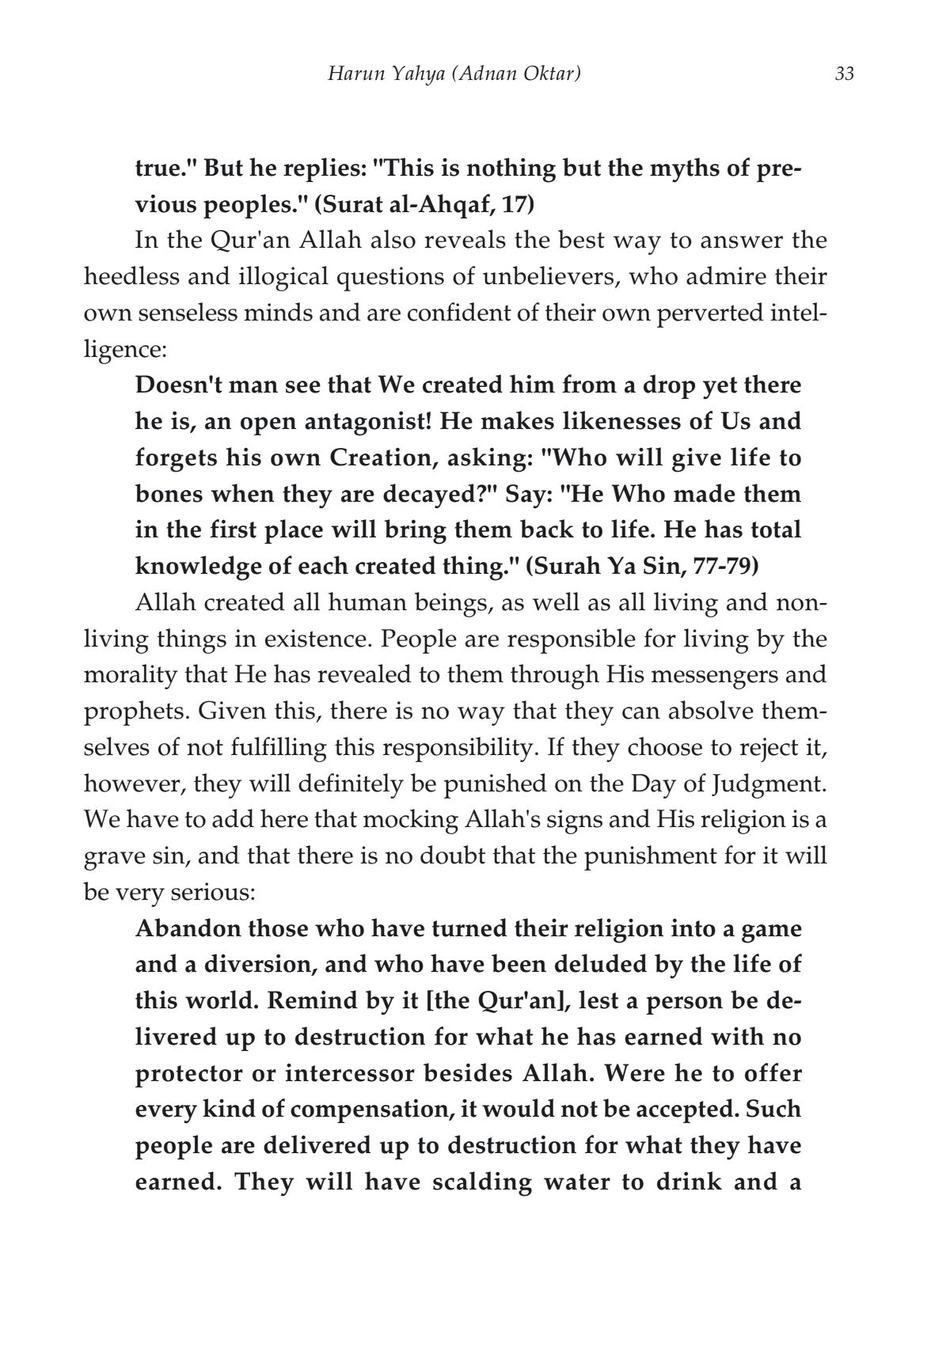 Harun Yahya (Adnan Oktar) 33
true." But he replies: "This is nothing but the myths of pre-
vious peoples." (Surat al-Ahqaf, 17)
In the Qur'an Allah also reveals the best way to answer the
heedless and illogical questions of unbelievers, who admire their
own senseless minds and are confident of their own perverted intel-
ligence:
Doesn't man see that We created him from a drop yet there
he is, an open antagonist! He makes likenesses of Us and
forgets his own Creation, asking: "Who will give life to
bones when they are decayed?" Say: "He Who made them
in the first place will bring them back to life. He has total
knowledge of each created thing." (Surah Ya Sin, 77-79)
Allah created all human beings, as well as all living and non-
living things in existence. People are responsible for living by the
morality that He has revealed to them through His messengers and
prophets. Given this, there is no way that they can absolve them-
selves of not fulfilling this responsibility. If they choose to reject it,
however, they will definitely be punished on the Day of Judgment.
We have to add here that mocking Allah's signs and His religion is a
grave sin, and that there is no doubt that the punishment for it will
be very serious:
Abandon those who have turned their religion into a game
and a diversion, and who have been deluded by the life of
this world. Remind by it [the Qur'an], lest a person be de-
livered up to destruction for what he has earned with no
protector or intercessor besides Allah. Were he to offer
every kind of compensation, it would not be accepted. Such
people are delivered up to destruction for what they have
earned. They will have scalding water to drink and a